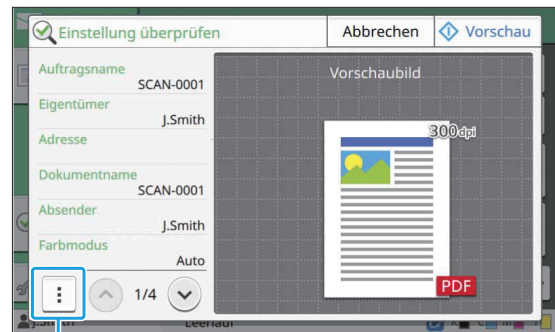 Einstellung überprüfen
Abbrechen
Vorschau
Auftragsname
SCAN-0001
Eigentümer
J.Smith
Adresse
Dokumentname
SCAN-0001
Absender
J.Smith
Farbmodus
Auto
1/4
Vorschaubild
300dpi
PDF
J.Smith
Leerlauf
K C M